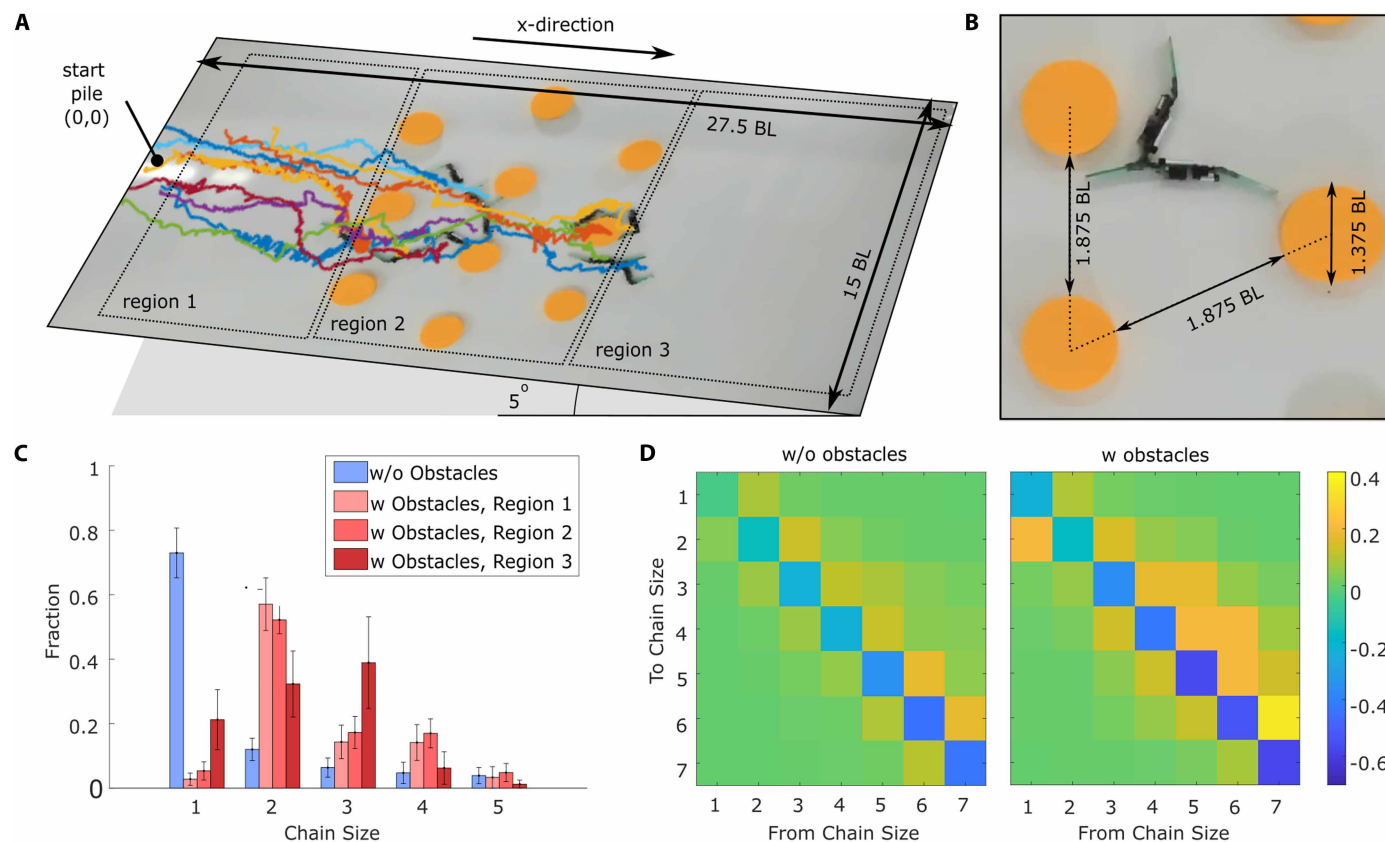 A
x-direction
start
pile
(0,0)
27.5 BL
15 BL
region 1
region 2
region 3
5°
B
1.875 BL
1.375 BL
1.875 BL
C
1
0.8
0.6
0.4
0.2
0
Fraction
w/o Obstacles
w Obstacles, Region 1
w Obstacles, Region 2
w Obstacles, Region 3
1 2 3 4 5
Chain Size
D
w/o obstacles
w obstacles
To Chain Size
1
2
3
4
5
6
7
1 2 3 4 5 6 7
From Chain Size
1 2 3 4 5 6 7
From Chain Size
0.4
0.2
0
-0.2
-0.4
-0.6